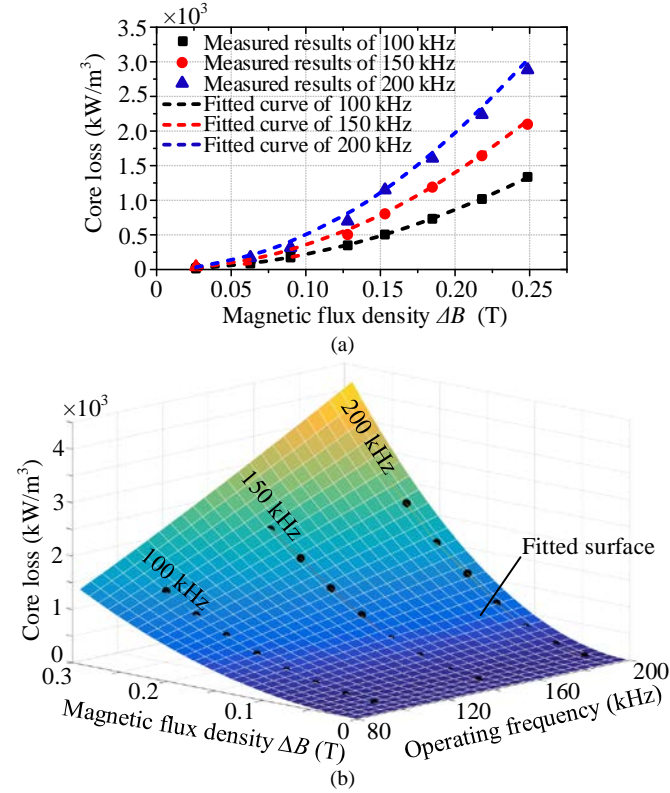 ×10³
3.5
3.0
2.5
2.0
1.5
1.0
0.5
0
Core loss (kW/m³)
Measured results of 100 kHz
Measured results of 150 kHz
Measured results of 200 kHz
Fitted curve of 100 kHz
Fitted curve of 150 kHz
Fitted curve of 200 kHz
0 0.05 0.10 0.15 0.20 0.25
Magnetic flux density ΔB (T)
(a)
×10³
4
3
2
1
0
Core loss (kW/m³)
200 kHz
150 kHz
100 kHz
Fitted surface
0.3 0.2 0.1 0
Magnetic flux density ΔB (T)
80 120 160 200
Operating frequency (kHz)
(b)